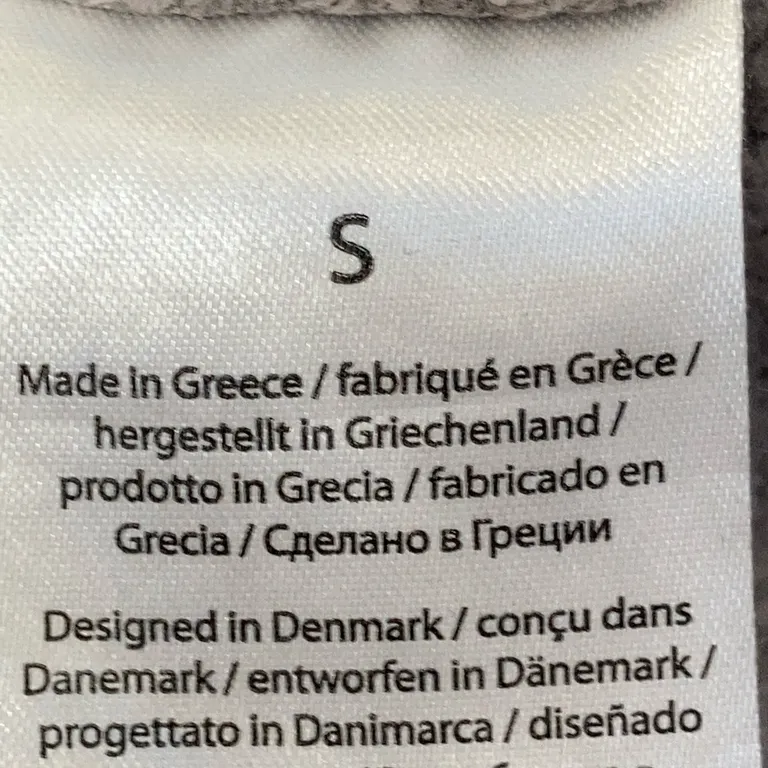 S
Made in Greece / fabriqué en Grèce /
hergestellt in Griechenland /
prodotto in Grecia / fabricado en
Grecia / Сделано в Греции
Designed in Denmark / conçu dans
Danemark / entworfen in Dänemark /
progettato in Danimarca / diseñado